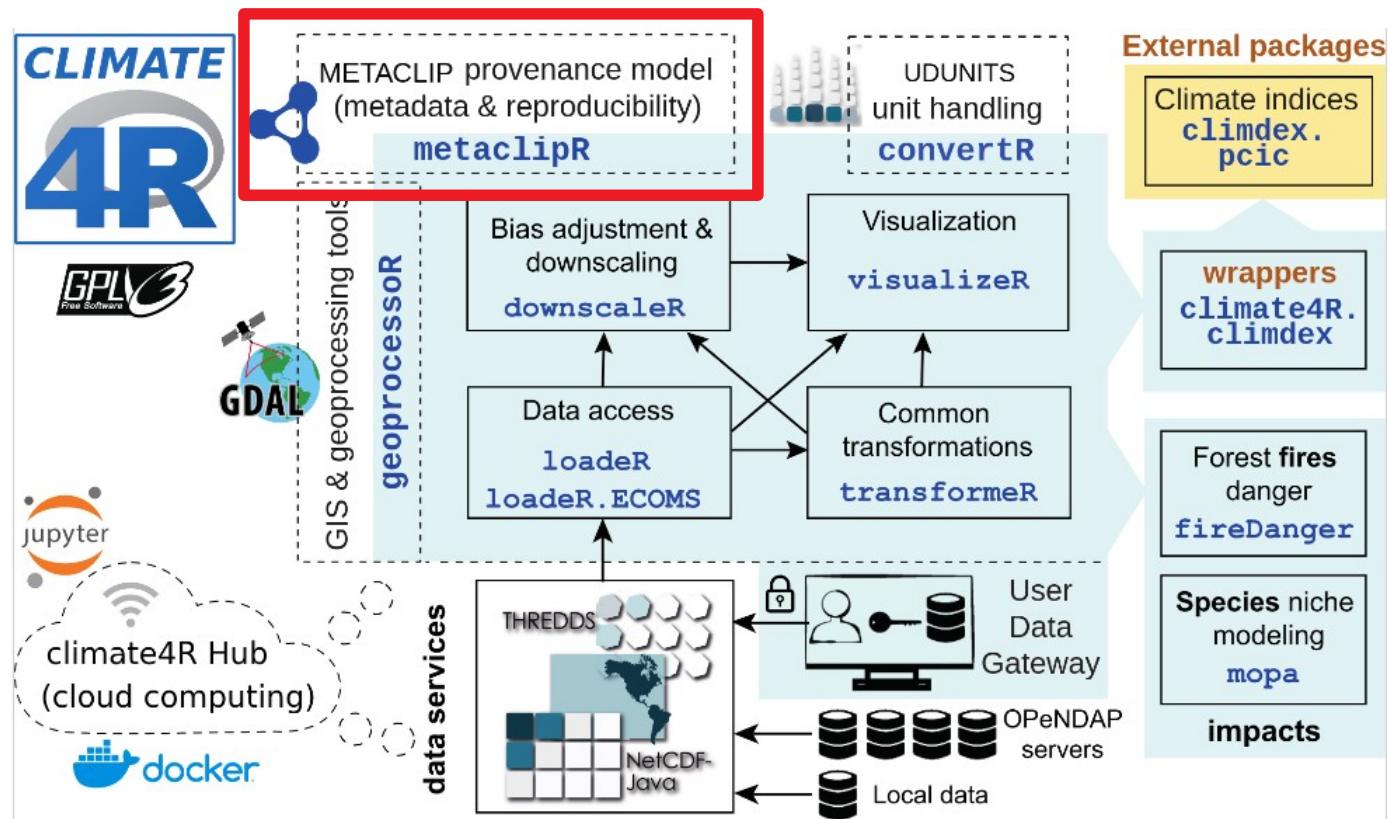 CLIMATE
4R
GPL v3
Free Software
METACLIP provenance model
(metadata & reproducibility)
metaclipR
UDUNITS
unit handling
convertR
External packages
Climate indices
climdex.
pcic
wrappers
climate4R.
climdex
GIS & geoprocessing tools
geoprocessoR
Bias adjustment &
downscaling
downscaleR
Visualization
visualizeR
Data access
loadeR
loadeR.ECOMS
Common
transformations
transformeR
GDAL
Forest fires
danger
fireDanger
Species niche
modeling
mopa
impacts
jupyter
climate4R Hub
(cloud computing)
docker
data services
THREDDS
NetCDF-
Java
User
Data
Gateway
OPeNDAP
servers
Local data